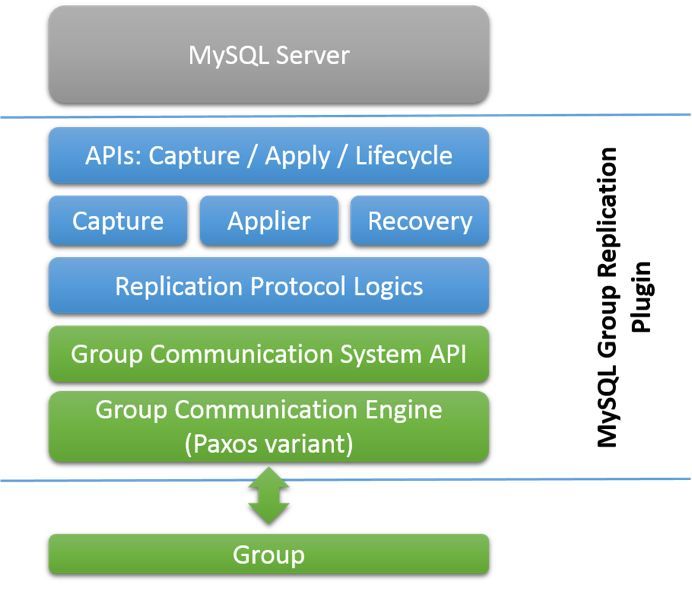 MySQL Server
APIs: Capture / Apply / Lifecycle
Capture
Applier
Recovery
Replication Protocol Logics
Group Communication System API
Group Communication Engine
(Paxos variant)
Group
MySQL Group Replication
Plugin